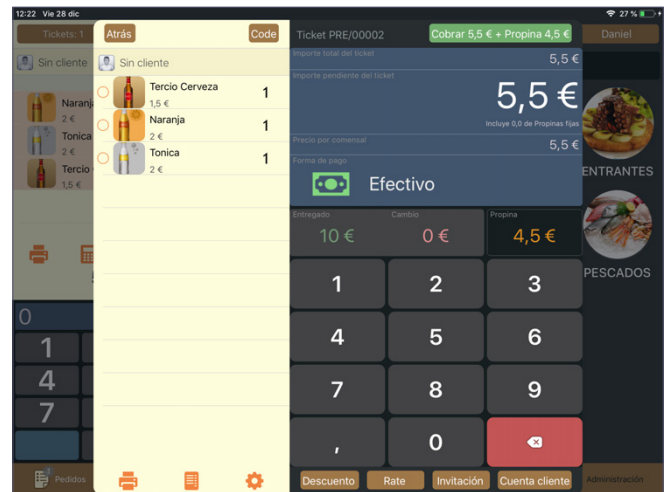 12:22 Vie 28 dic
27 %
Tickets: 1
Sin cliente
Naranj
2 €
Tonica
2 €
Tercio
1,5 €
0
1
4
7
1
Pedidos
Atrás
Code
Sin cliente
Tercio Cerveza
1,5 €
1
Naranja
2 €
1
Tonica
2 €
1
Ticket PRE/00002
Cobrar 5,5 € + Propina 4,5 €
Importe total del ticket
5,5 €
Importe pendiente del ticket
5,5 €
Incluye 0,0 de Propinas fijas
Precio por comensal
5,5 €
Forma de pago
Efectivo
Entregado
Cambio
Propina
10 €
0 €
4,5 €
1
2
3
4
5
6
7
8
9
,
0
Descuento
Rate
Invitación
Cuenta cliente
Daniel
ENTRANTES
PESCADOS
Administración